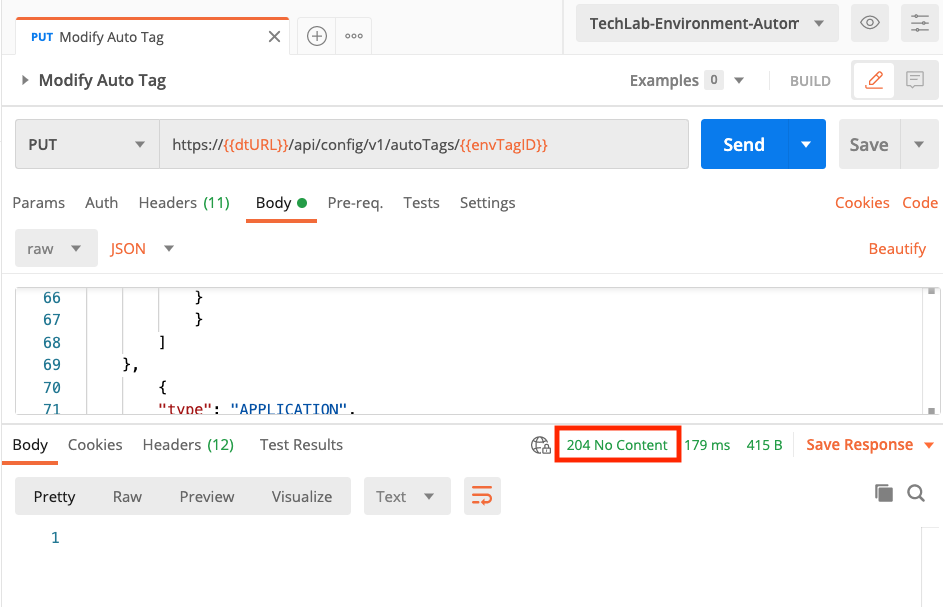 PUT Modify Auto Tag
TechLab-Environment-Autom
Modify Auto Tag
Examples 0
BUILD
PUT
https://{{dtURL}}/api/config/v1/autoTags/{{envTagID}}
Send
Save
Params Auth Headers (11) Body Pre-req. Tests Settings Cookies Code
raw JSON Beautify
66 }
67 }
68 ]
69 },
70 {
71 "type": "APPLICATION",
Body Cookies Headers (12) Test Results 204 No Content 179 ms 415 B Save Response
Pretty Raw Preview Visualize Text
1